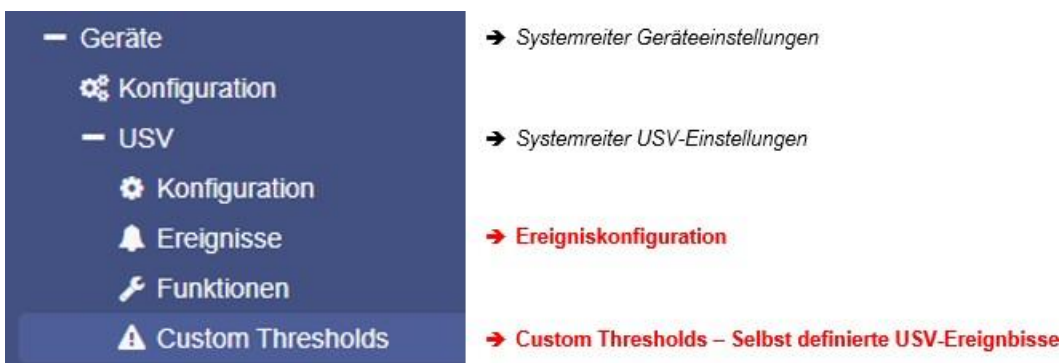 Geräte ➔ Systemreiter Geräteeinstellungen
Konfiguration
USV ➔ Systemreiter USV-Einstellungen
Konfiguration
Ereignisse ➔ Ereigniskonfiguration
Funktionen
Custom Thresholds ➔ Custom Thresholds – Selbst definierte USV-Ereignbisse